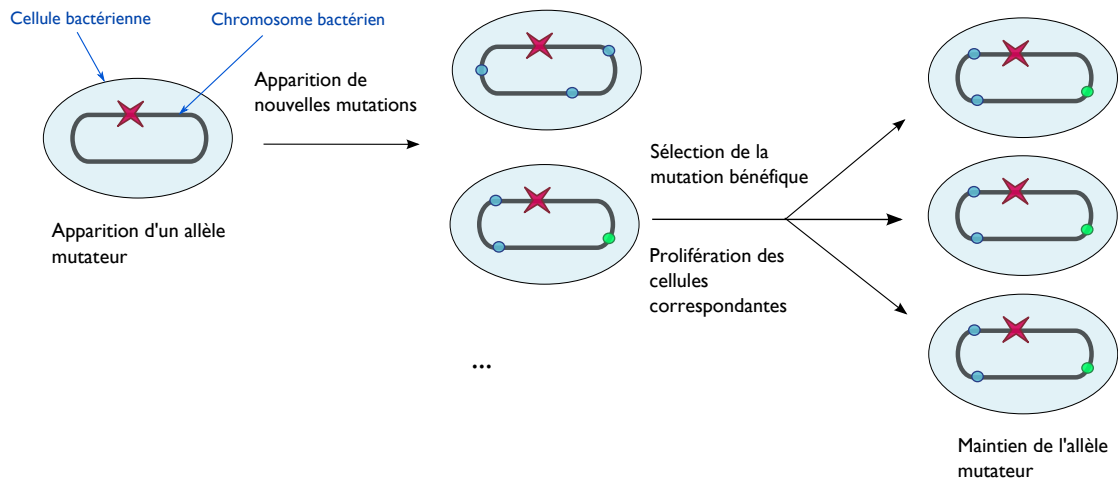 Cellule bactérienne
Chromosome bactérien
Apparition de
nouvelles mutations
Apparition d'un allèle
mutateur
Sélection de la
mutation bénéfique
Prolifération des
cellules
correspondantes
...
Maintien de l'allèle
mutateur